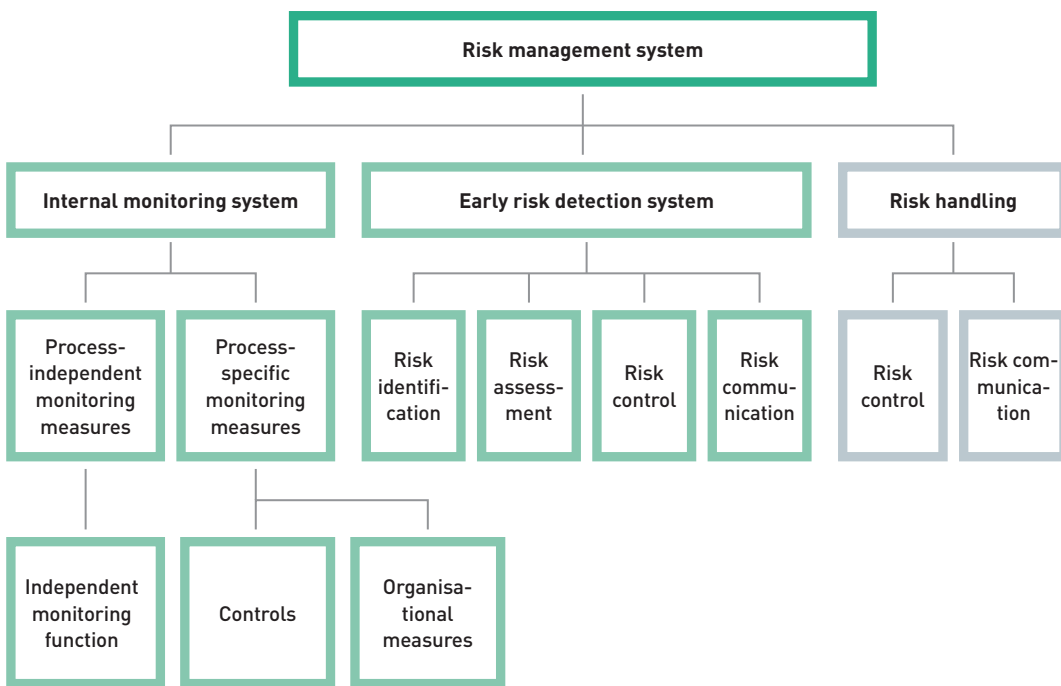 Risk management system
Internal monitoring system
Early risk detection system
Risk handling
Process-
independent
monitoring
measures
Process-
specific
monitoring
measures
Risk
identifi-
cation
Risk
assess-
ment
Risk
control
Risk
commu-
nication
Risk
control
Risk com-
munica-
tion
Independent
monitoring
function
Controls
Organisa-
tional
measures